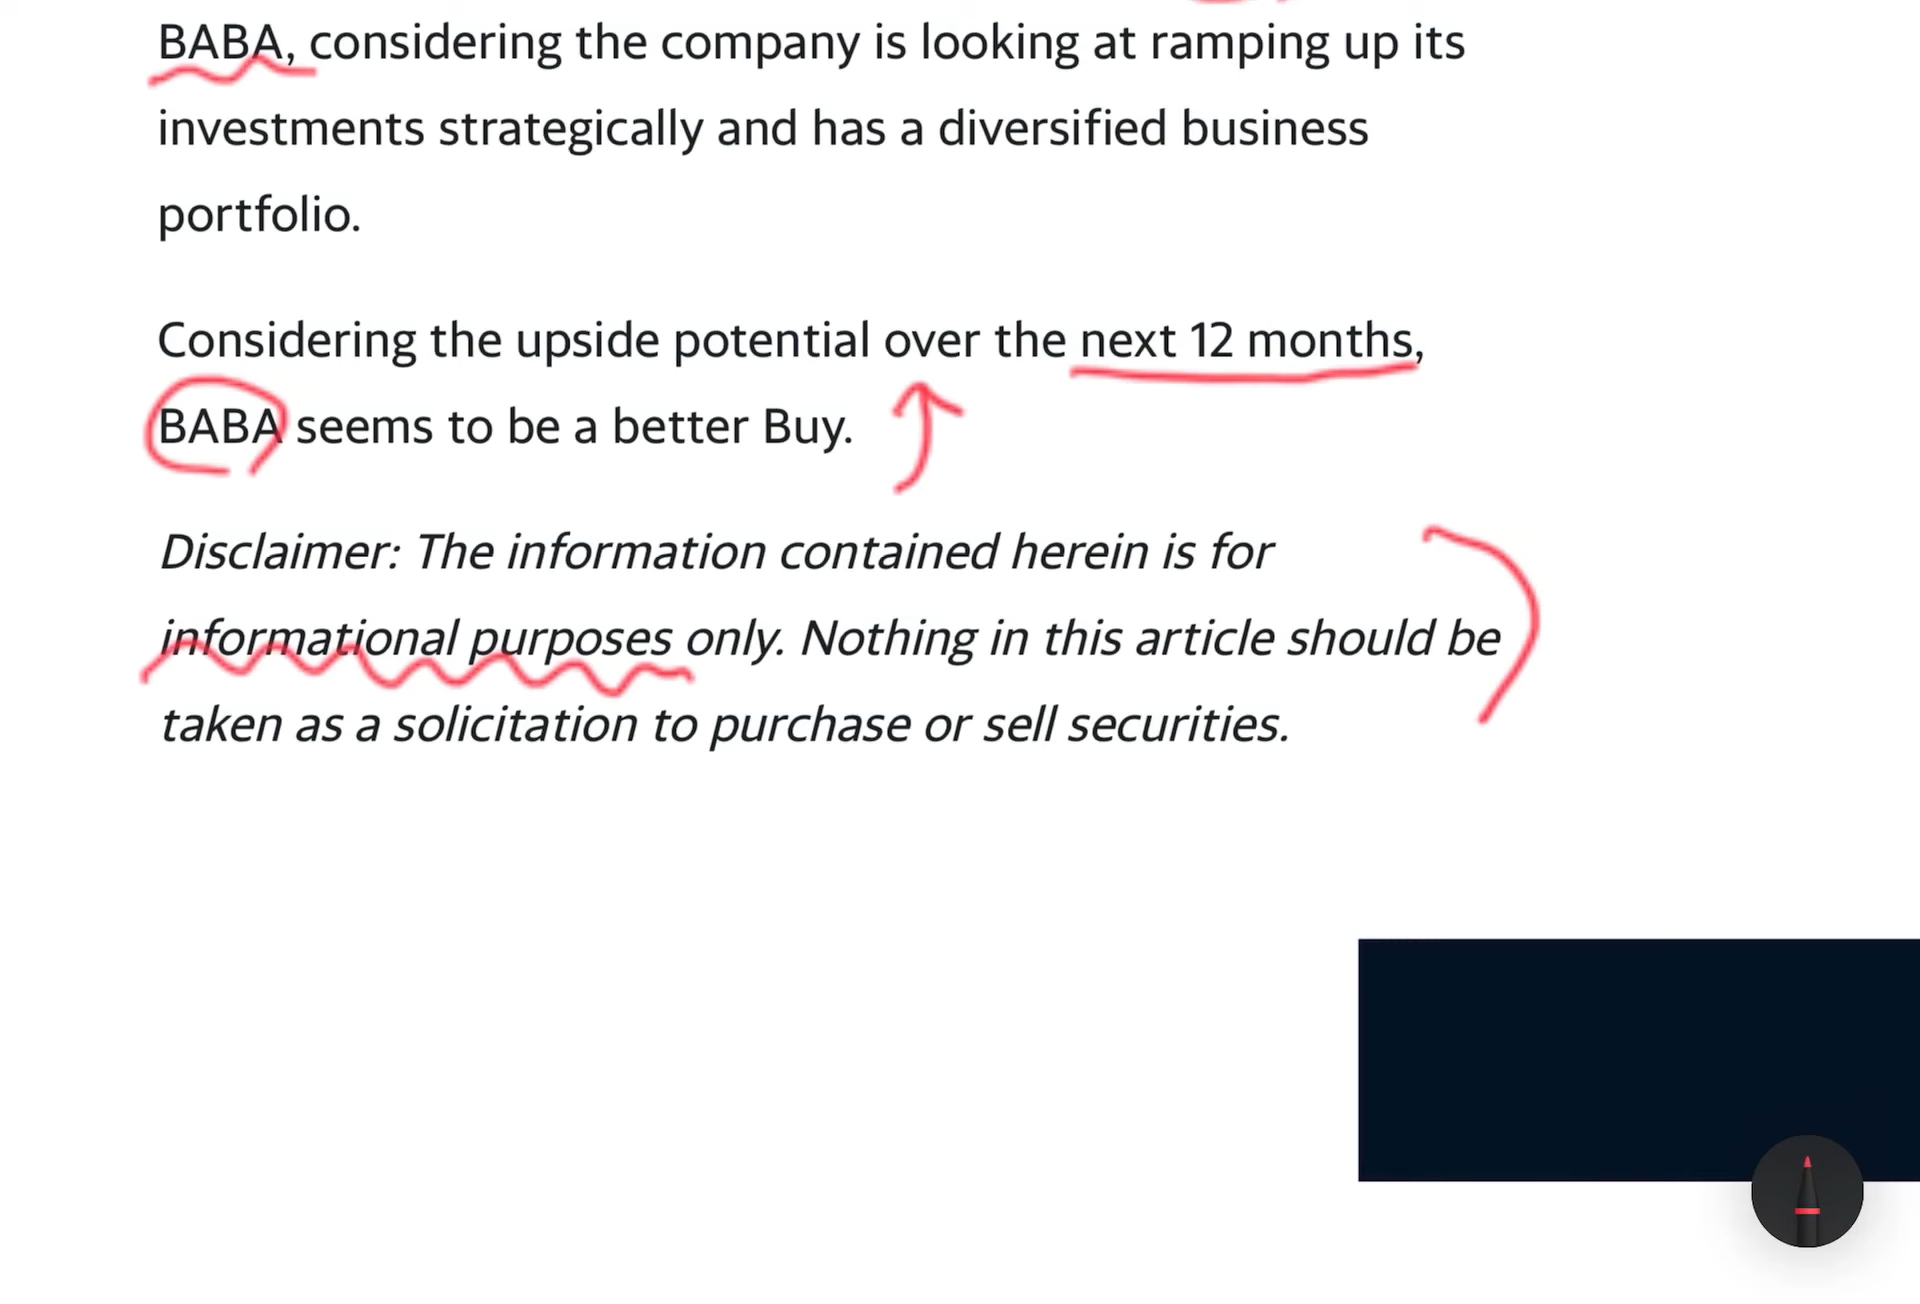 BABA, considering the company is looking at ramping up its
investments strategically and has a diversified business
portfolio.
Considering the upside potential over the next 12 months,
BABA seems to be a better Buy.
Disclaimer: The information contained herein is for
informational purposes only. Nothing in this article should be
taken as a solicitation to purchase or sell securities.